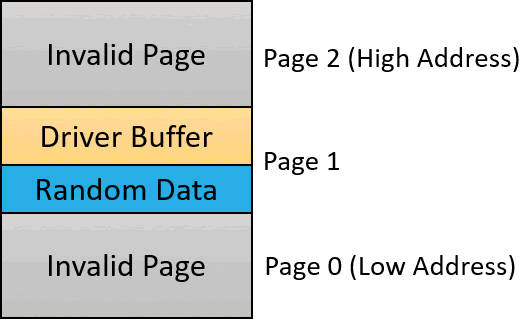 Invalid Page
Page 2 (High Address)
Driver Buffer
Page 1
Random Data
Invalid Page
Page 0 (Low Address)